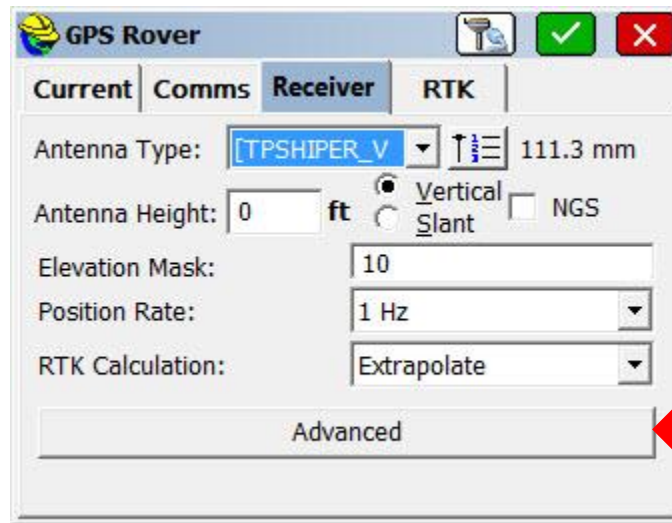 GPS Rover
Current Comms Receiver RTK
Antenna Type: [TPSHIPER_V 111.3 mm
Antenna Height: 0 ft Vertical NGS
Slant
Elevation Mask: 10
Position Rate: 1 Hz
RTK Calculation: Extrapolate
Advanced